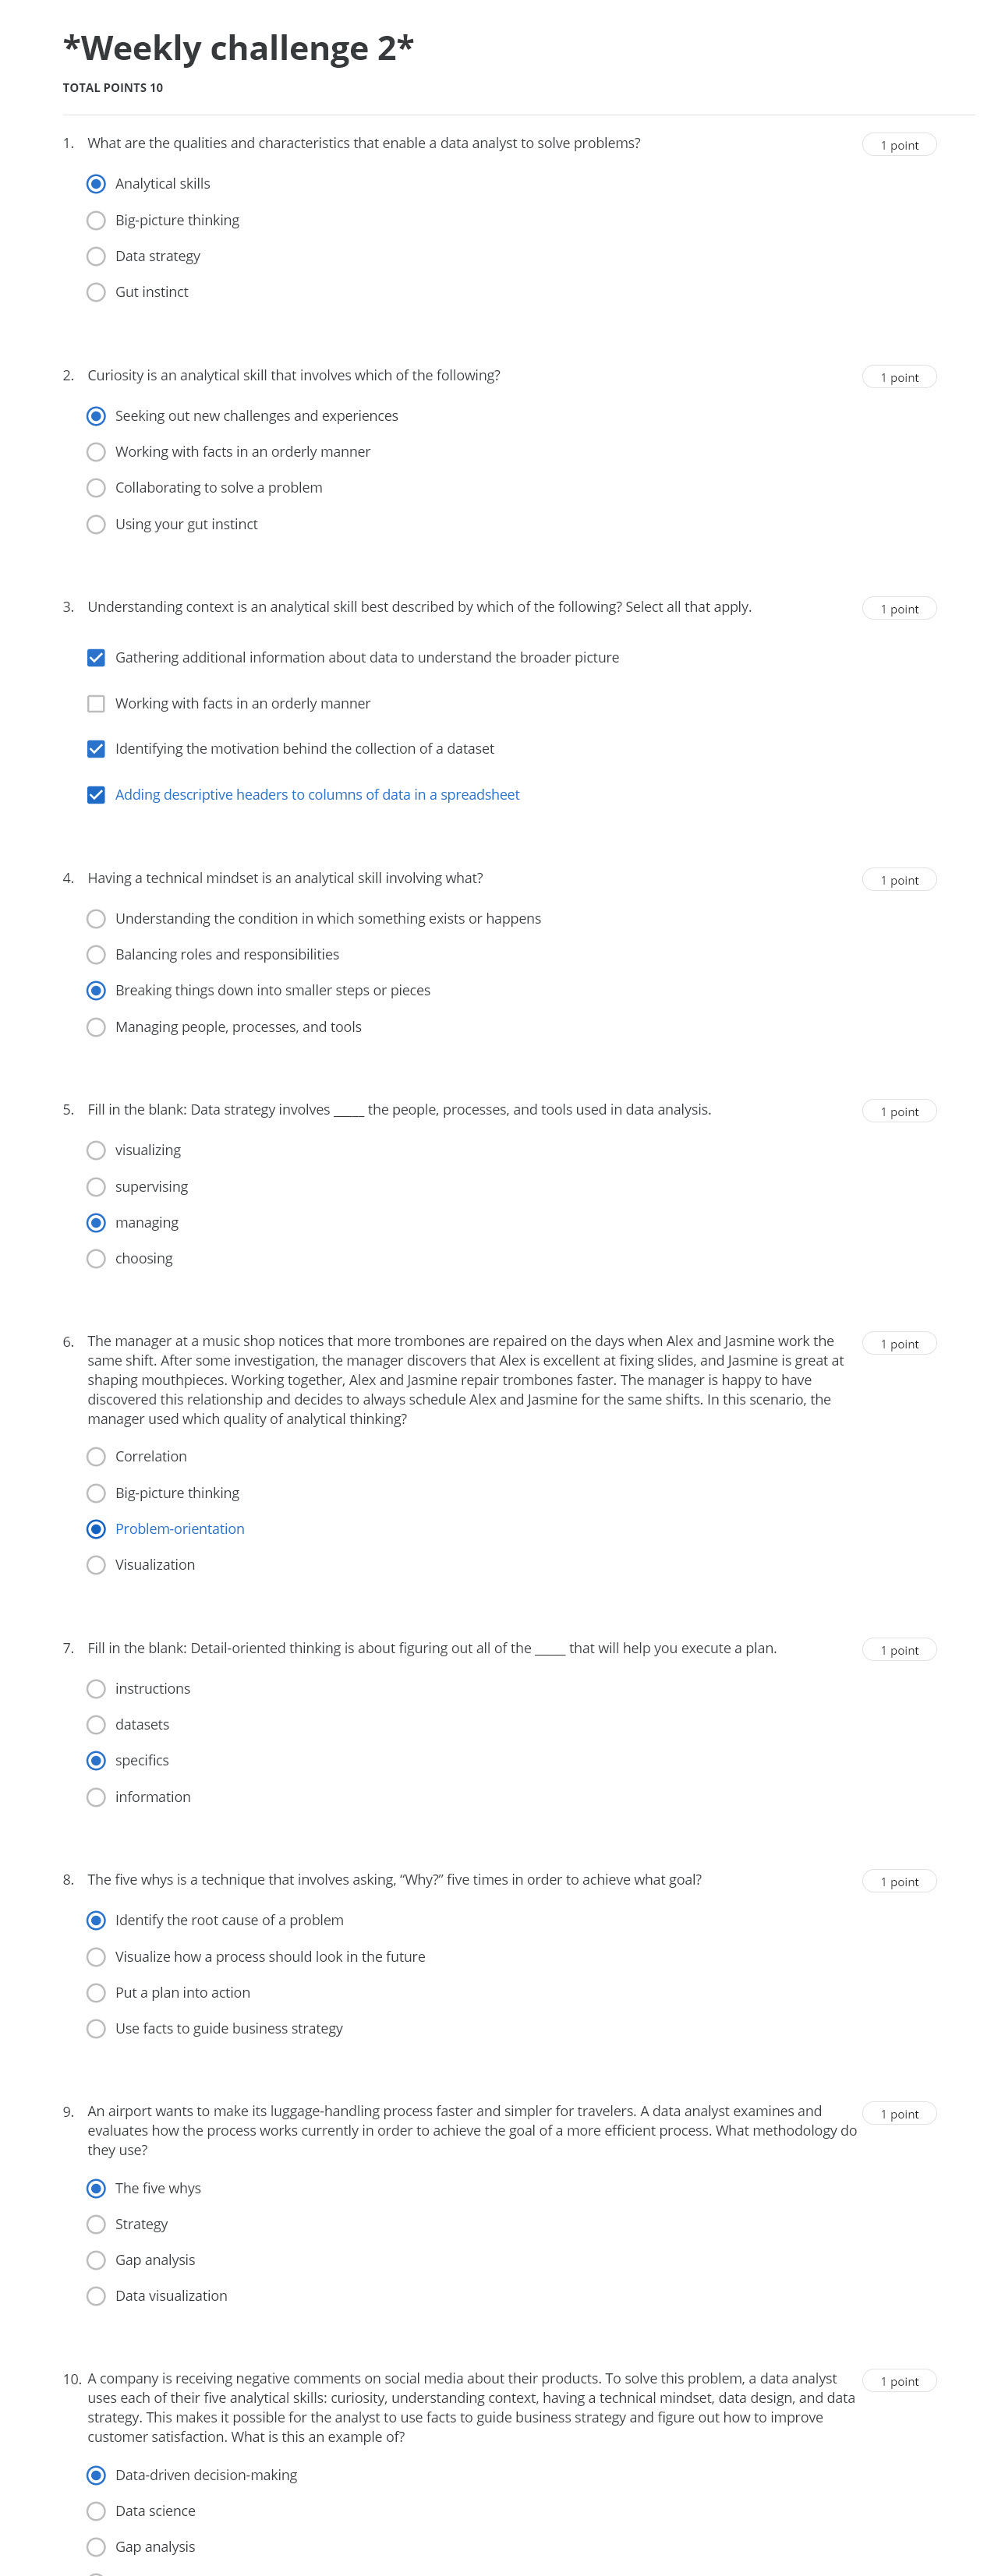 *Weekly challenge 2*
TOTAL POINTS 10
1. What are the qualities and characteristics that enable a data analyst to solve problems?
1 point
Analytical skills
Big-picture thinking
Data strategy
Gut instinct
2. Curiosity is an analytical skill that involves which of the following?
1 point
Seeking out new challenges and experiences
Working with facts in an orderly manner
Collaborating to solve a problem
Using your gut instinct
3. Understanding context is an analytical skill best described by which of the following? Select all that apply.
1 point
Gathering additional information about data to understand the broader picture
Working with facts in an orderly manner
Identifying the motivation behind the collection of a dataset
Adding descriptive headers to columns of data in a spreadsheet
4. Having a technical mindset is an analytical skill involving what?
1 point
Understanding the condition in which something exists or happens
Balancing roles and responsibilities
Breaking things down into smaller steps or pieces
Managing people, processes, and tools
5. Fill in the blank: Data strategy involves _____ the people, processes, and tools used in data analysis.
1 point
visualizing
supervising
managing
choosing
6. The manager at a music shop notices that more trombones are repaired on the days when Alex and Jasmine work the
1 point
same shift. After some investigation, the manager discovers that Alex is excellent at fixing slides, and Jasmine is great at
shaping mouthpieces. Working together, Alex and Jasmine repair trombones faster. The manager is happy to have
discovered this relationship and decides to always schedule Alex and Jasmine for the same shifts. In this scenario, the
manager used which quality of analytical thinking?
Correlation
Big-picture thinking
Problem-orientation
Visualization
7. Fill in the blank: Detail-oriented thinking is about figuring out all of the _____ that will help you execute a plan.
1 point
instructions
datasets
specifics
information
8. The five whys is a technique that involves asking, “Why?” five times in order to achieve what goal?
1 point
Identify the root cause of a problem
Visualize how a process should look in the future
Put a plan into action
Use facts to guide business strategy
9. An airport wants to make its luggage-handling process faster and simpler for travelers. A data analyst examines and
1 point
evaluates how the process works currently in order to achieve the goal of a more efficient process. What methodology do
they use?
The five whys
Strategy
Gap analysis
Data visualization
10. A company is receiving negative comments on social media about their products. To solve this problem, a data analyst
1 point
uses each of their five analytical skills: curiosity, understanding context, having a technical mindset, data design, and data
strategy. This makes it possible for the analyst to use facts to guide business strategy and figure out how to improve
customer satisfaction. What is this an example of?
Data-driven decision-making
Data science
Gap analysis